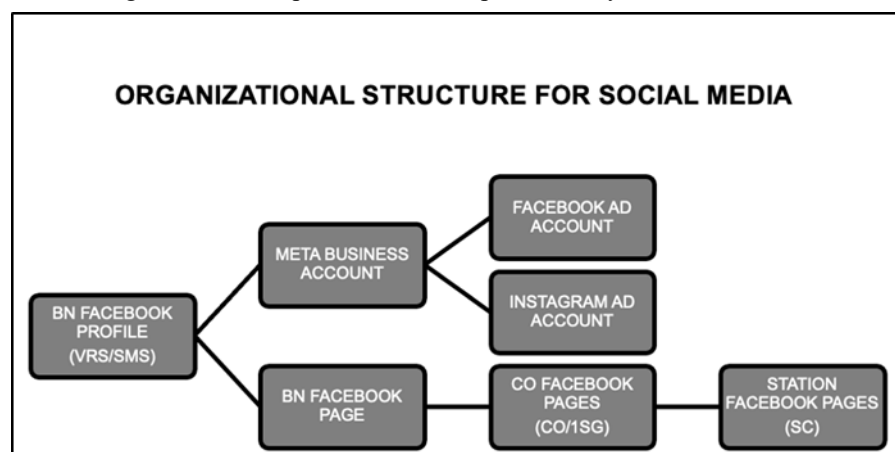 ORGANIZATIONAL STRUCTURE FOR SOCIAL MEDIA
FACEBOOK AD
ACCOUNT
META BUSINESS
ACCOUNT
INSTAGRAM AD
ACCOUNT
BN FACEBOOK
PROFILE
(VRS/SMS)
BN FACEBOOK
PAGE
CO FACEBOOK
PAGES
(CO/1SG)
STATION
FACEBOOK PAGES
(SC)